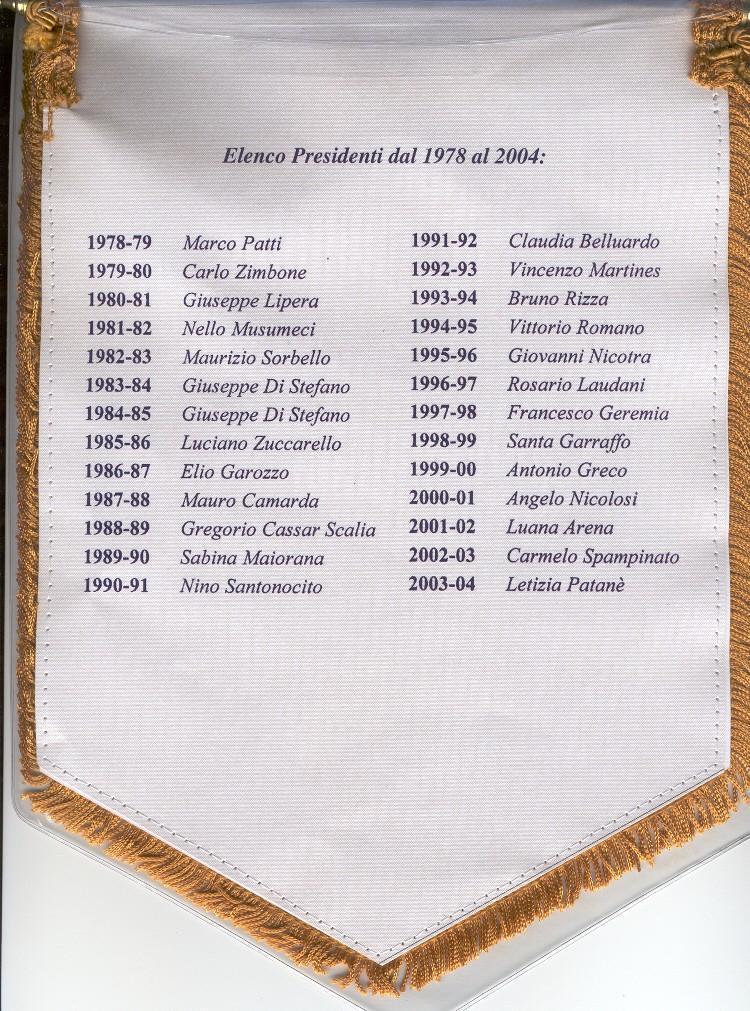 Elenco Presidenti dal 1978 al 2004:
1978-79 Marco Patti
1979-80 Carlo Zimbone
1980-81 Giuseppe Lipera
1981-82 Nello Musumeci
1982-83 Maurizio Sorbello
1983-84 Giuseppe Di Stefano
1984-85 Giuseppe Di Stefano
1985-86 Luciano Zuccarello
1986-87 Elio Garozzo
1987-88 Mauro Camarda
1988-89 Gregorio Cassar Scalia
1989-90 Sabina Maiorana
1990-91 Nino Santonocito
1991-92 Claudia Belluardo
1992-93 Vincenzo Martines
1993-94 Bruno Rizza
1994-95 Vittorio Romano
1995-96 Giovanni Nicotra
1996-97 Rosario Laudani
1997-98 Francesco Geremia
1998-99 Santa Garraffo
1999-00 Antonio Greco
2000-01 Angelo Nicolosi
2001-02 Luana Arena
2002-03 Carmelo Spampinato
2003-04 Letizia Patanè